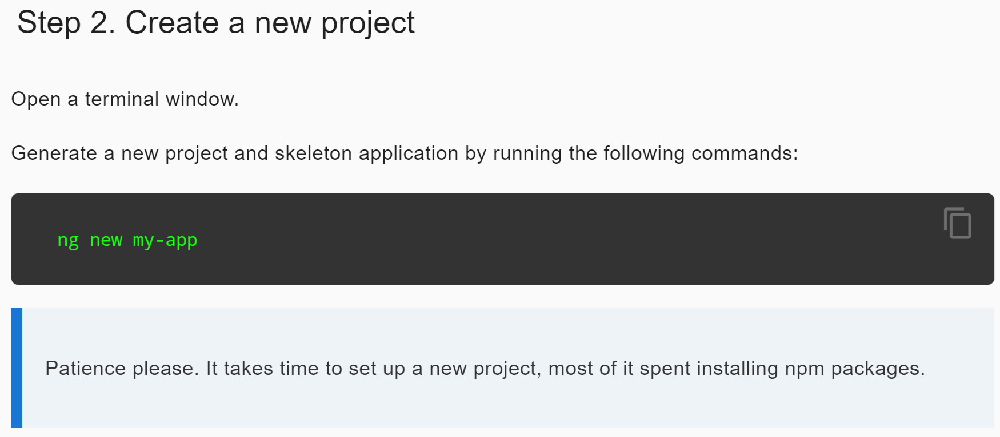 Step 2. Create a new project
Open a terminal window.
Generate a new project and skeleton application by running the following commands:
ng new my-app
Patience please. It takes time to set up a new project, most of it spent installing npm packages.